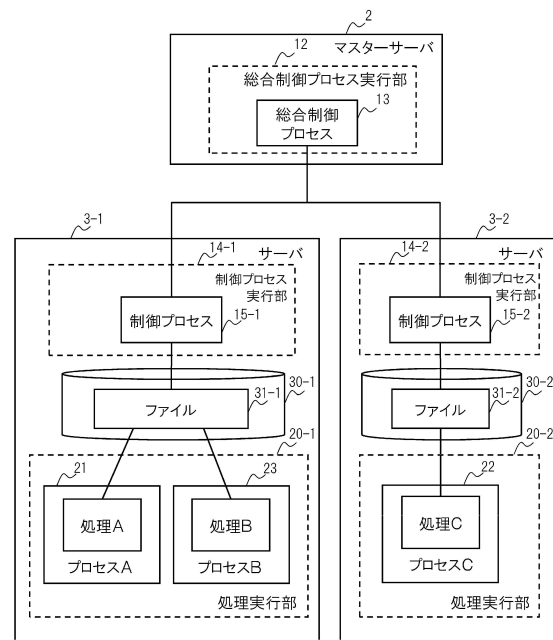 2
マスターサーバ
12
総合制御プロセス実行部
13
総合制御
プロセス
3-1
サーバ
14-1
制御プロセス
実行部
制御プロセス
15-1
31-1
30-1
ファイル
20-1
21
処理A
プロセスA
23
処理B
プロセスB
処理実行部
3-2
サーバ
14-2
制御プロセス
実行部
制御プロセス
15-2
31-2
30-2
ファイル
20-2
22
処理C
プロセスC
処理実行部